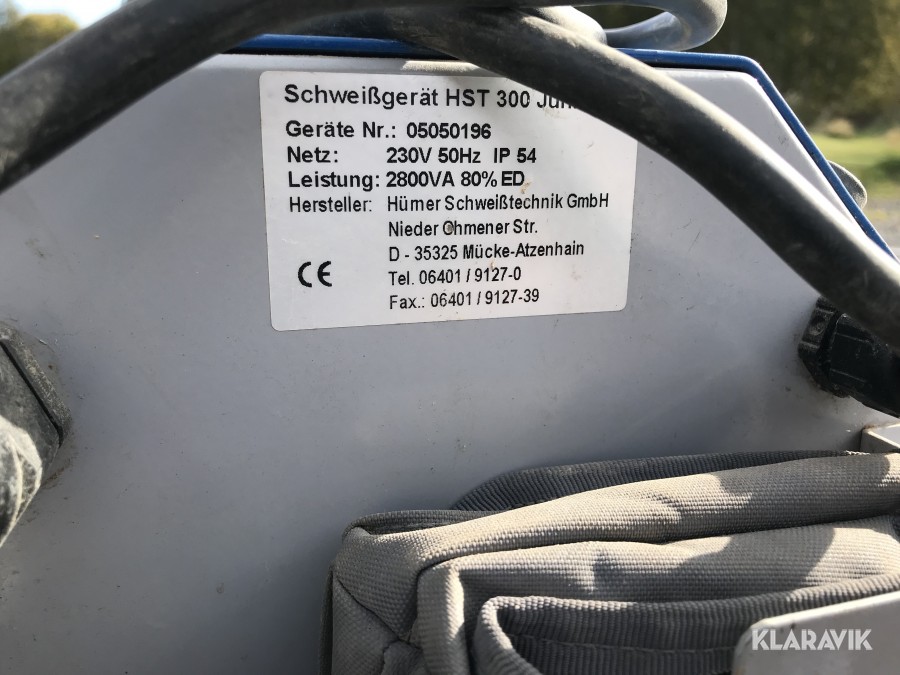 Schweißgerät HST 300
Geräte Nr.: 05050196
Netz: 230V 50Hz IP 54
Leistung: 2800VA 80% ED
Hersteller: Hürner Schweißtechnik GmbH
Nieder Ohmener Str.
D - 35325 Mücke-Atzenhain
CE
Tel. 06401 / 9127-0
Fax.: 06401 / 9127-39
KLARAVIK